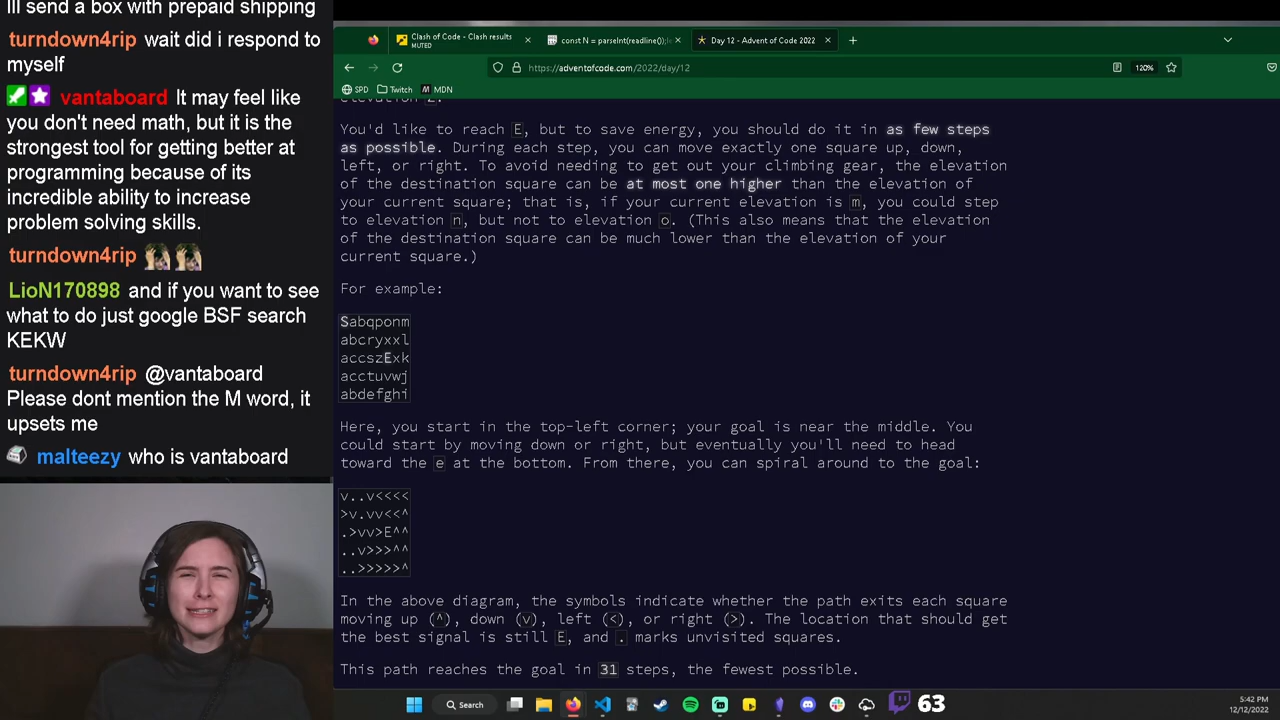 Ill send a box with prepaid shipping
turndown4rip wait did i respond to
myself
vantaboard It may feel like
you don't need math, but it is the
strongest tool for getting better at
programming because of its
incredible ability to increase
problem solving skills.
turndown4rip
LioN170898 and if you want to see
what to do just google BSF search
KEKW
turndown4rip @vantaboard
Please dont mention the M word, it
upsets me
malteezy who is vantaboard
Clash of Code - Clash results
MUTED
const N = parseInt(readline());
Day 12 - Advent of Code 2022
https://adventofcode.com/2022/day/12
120%
SPD
Twitch
MDN
You'd like to reach E, but to save energy, you should do it in as few steps
as possible. During each step, you can move exactly one square up, down,
left, or right. To avoid needing to get out your climbing gear, the elevation
of the destination square can be at most one higher than the elevation of
your current square; that is, if your current elevation is m, you could step
to elevation n, but not to elevation o. (This also means that the elevation
of the destination square can be much lower than the elevation of your
current square.)
For example:
Sabqponm
abcryxxl
accszExk
acctuvwj
abdefghi
Here, you start in the top-left corner; your goal is near the middle. You
could start by moving down or right, but eventually you'll need to head
toward the e at the bottom. From there, you can spiral around to the goal:
v..v<<<<
>v.vv<<^
.>vv>E^^
..v>>>^^
..>>>>>^
In the above diagram, the symbols indicate whether the path exits each square
moving up (^), down (v), left (<), or right (>). The location that should get
the best signal is still E, and . marks unvisited squares.
This path reaches the goal in 31 steps, the fewest possible.
Search
63
5:42 PM
12/12/2022